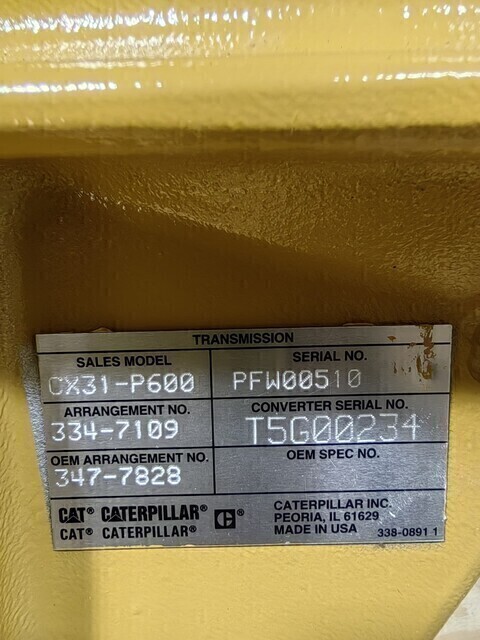 TRANSMISSION
SALES MODEL
CX31-P600
SERIAL NO.
PFW00510
ARRANGEMENT NO.
334-7109
CONVERTER SERIAL NO.
T5G00234
OEM ARRANGEMENT NO.
347-7828
OEM SPEC NO.
CAT® CATERPILLAR® C®
CAT® CATERPILLAR®
CATERPILLAR INC.
PEORIA, IL 61629
MADE IN USA
338-0891 1